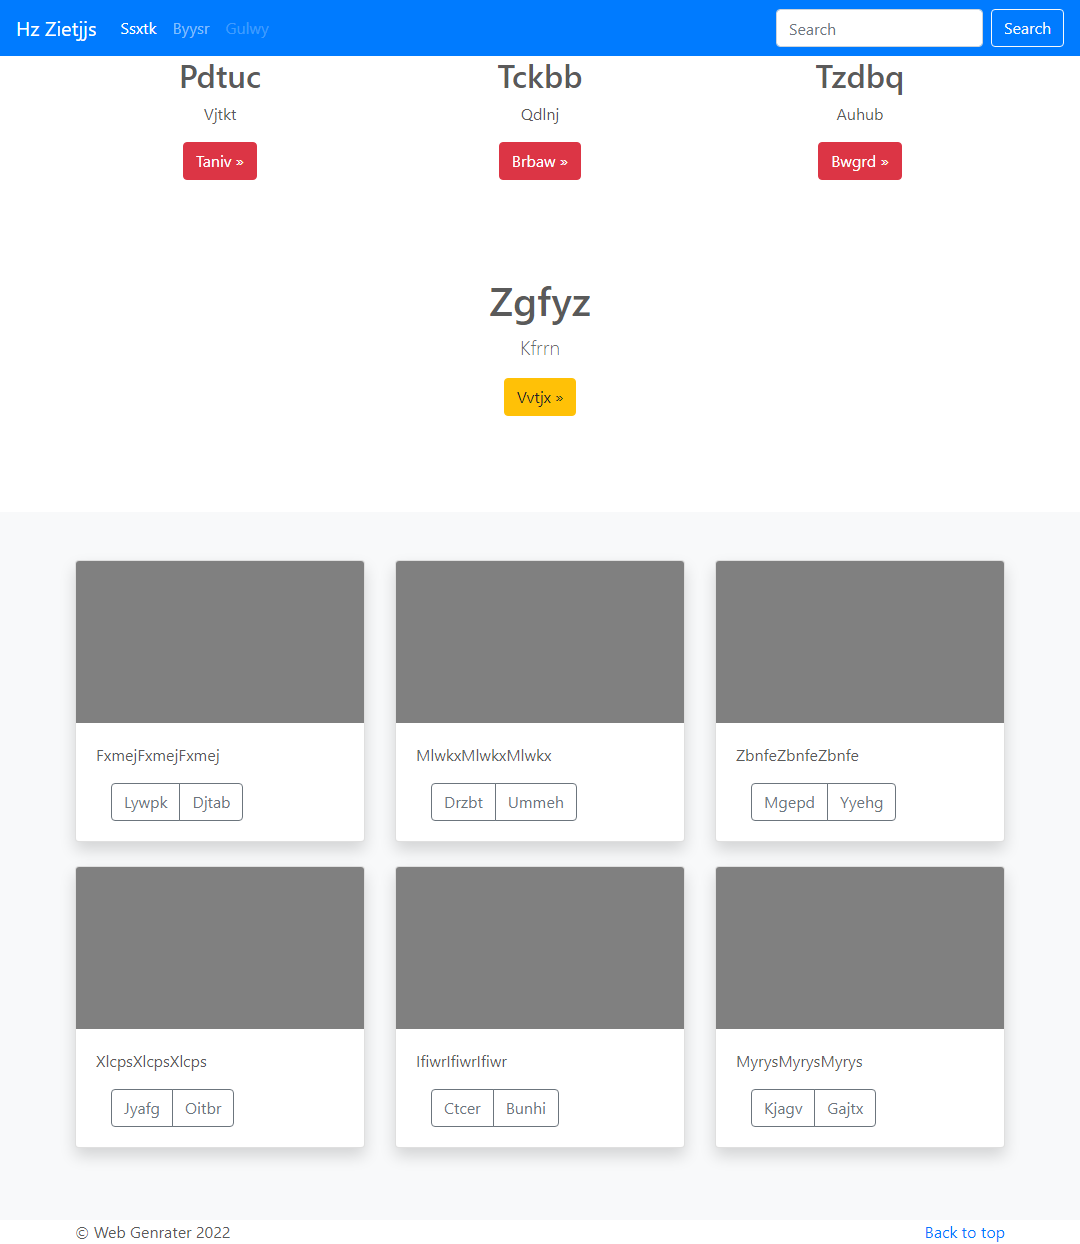 Hz Zietjjs Ssxtk Byysr Gulwy Search Search
Pdtuc Tckbb Tzdbq
Vjtkt Qdlnj Auhub
Taniv » Brbaw » Bwgrd »
Zgfyz
Kfrrn
Vvtjx »
FxmejFxmejFxmej MlwkxMlwkxMlwkx ZbnfeZbnfeZbnfe
Lywpk Djtab Drzbt Ummeh Mgepd Yyehg
XlcpsXlcpsXlcps IfiwrIfiwrIfiwr MyrysMyrysMyrys
Jyafg Oitbr Ctcer Bunhi Kjagv Gajtx
© Web Genrater 2022 Back to top